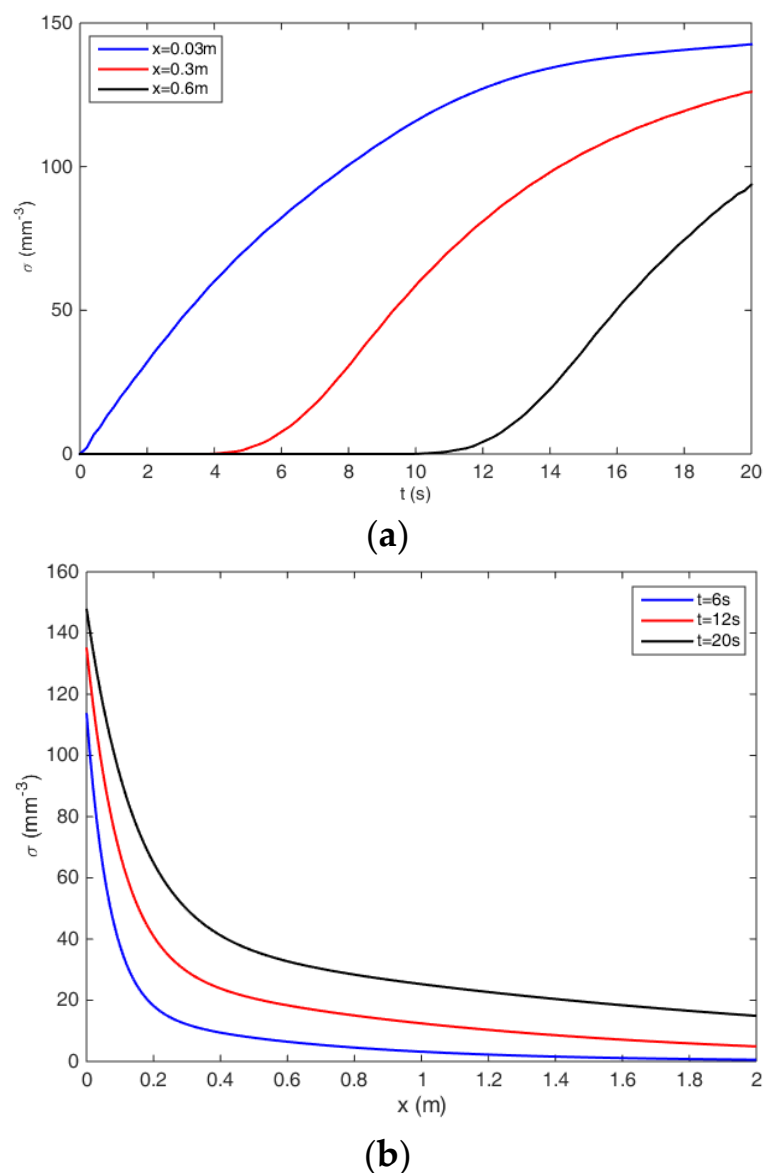 150
x=0.03m
x=0.3m
x=0.6m
100
σ (mm-3)
50
0
0 2 4 6 8 10 12 14 16 18 20
t (s)
(a)
160
t=6s
t=12s
t=20s
140
120
100
σ (mm-3)
80
60
40
20
0
0 0.2 0.4 0.6 0.8 1 1.2 1.4 1.6 1.8 2
x (m)
(b)